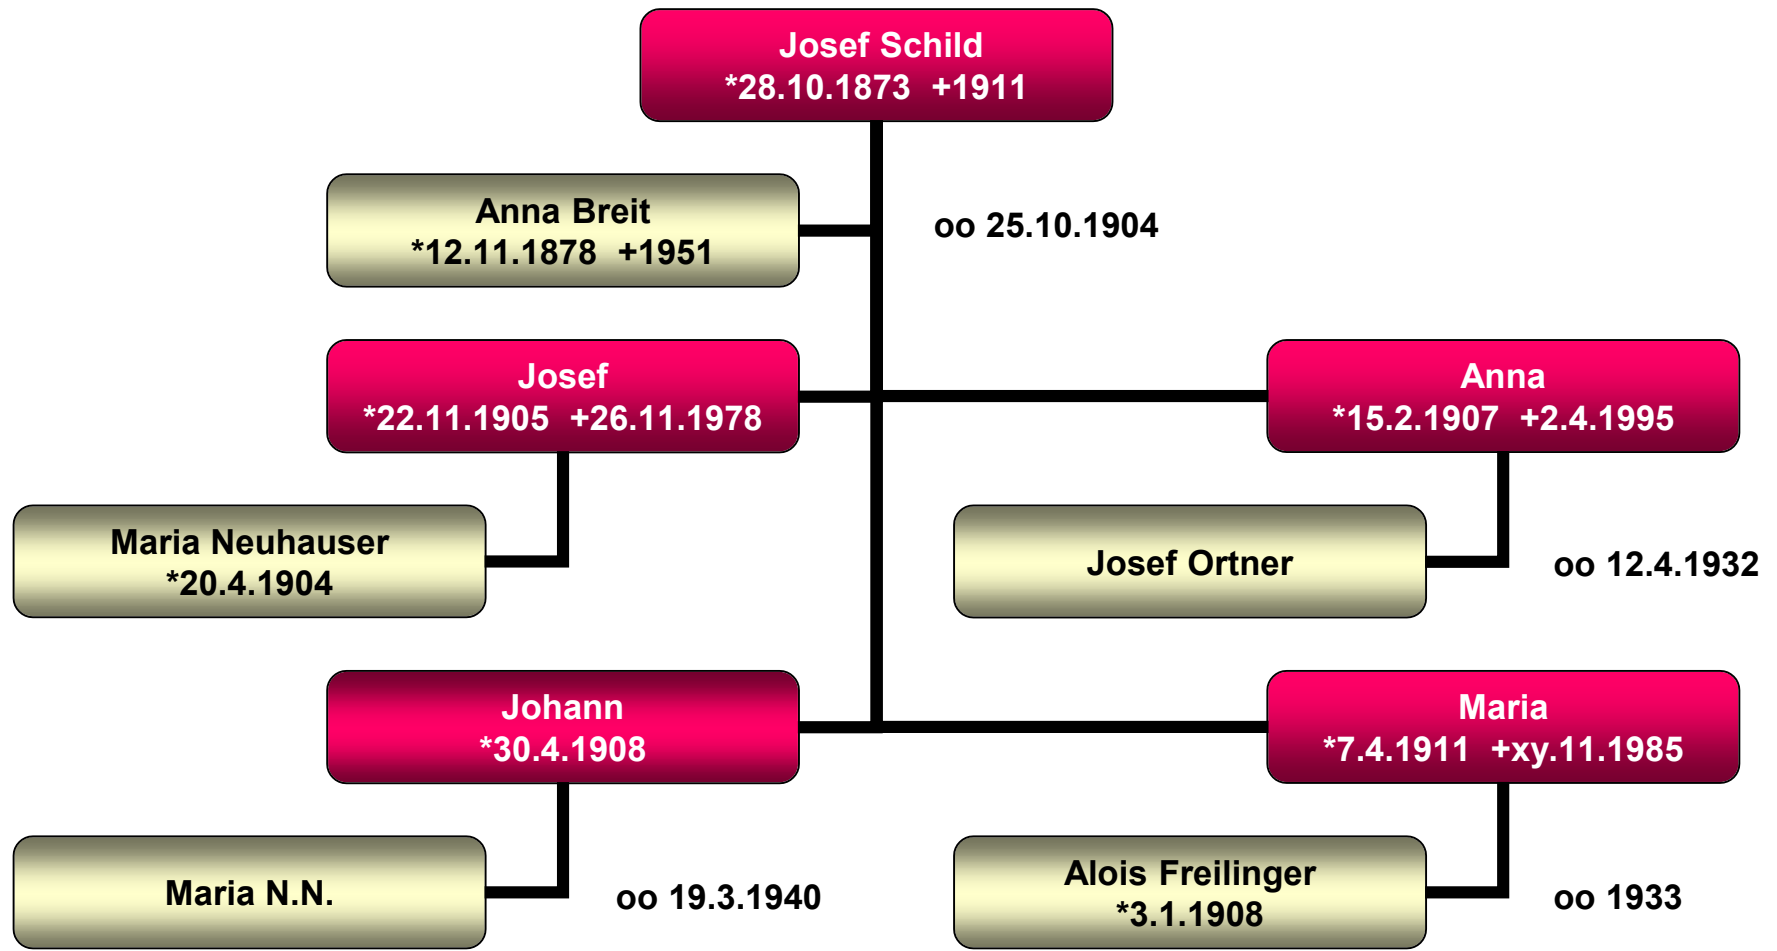 Josef Schild
*28.10.1873 +1911
Anna Breit
*12.11.1878 +1951
oo 25.10.1904
Josef
*22.11.1905 +26.11.1978
Anna
*15.2.1907 +2.4.1995
Maria Neuhauser
*20.4.1904
Josef Ortner
oo 12.4.1932
Johann
*30.4.1908
Maria
*7.4.1911 +xy.11.1985
Maria N.N.
oo 19.3.1940
Alois Freilinger
*3.1.1908
oo 1933